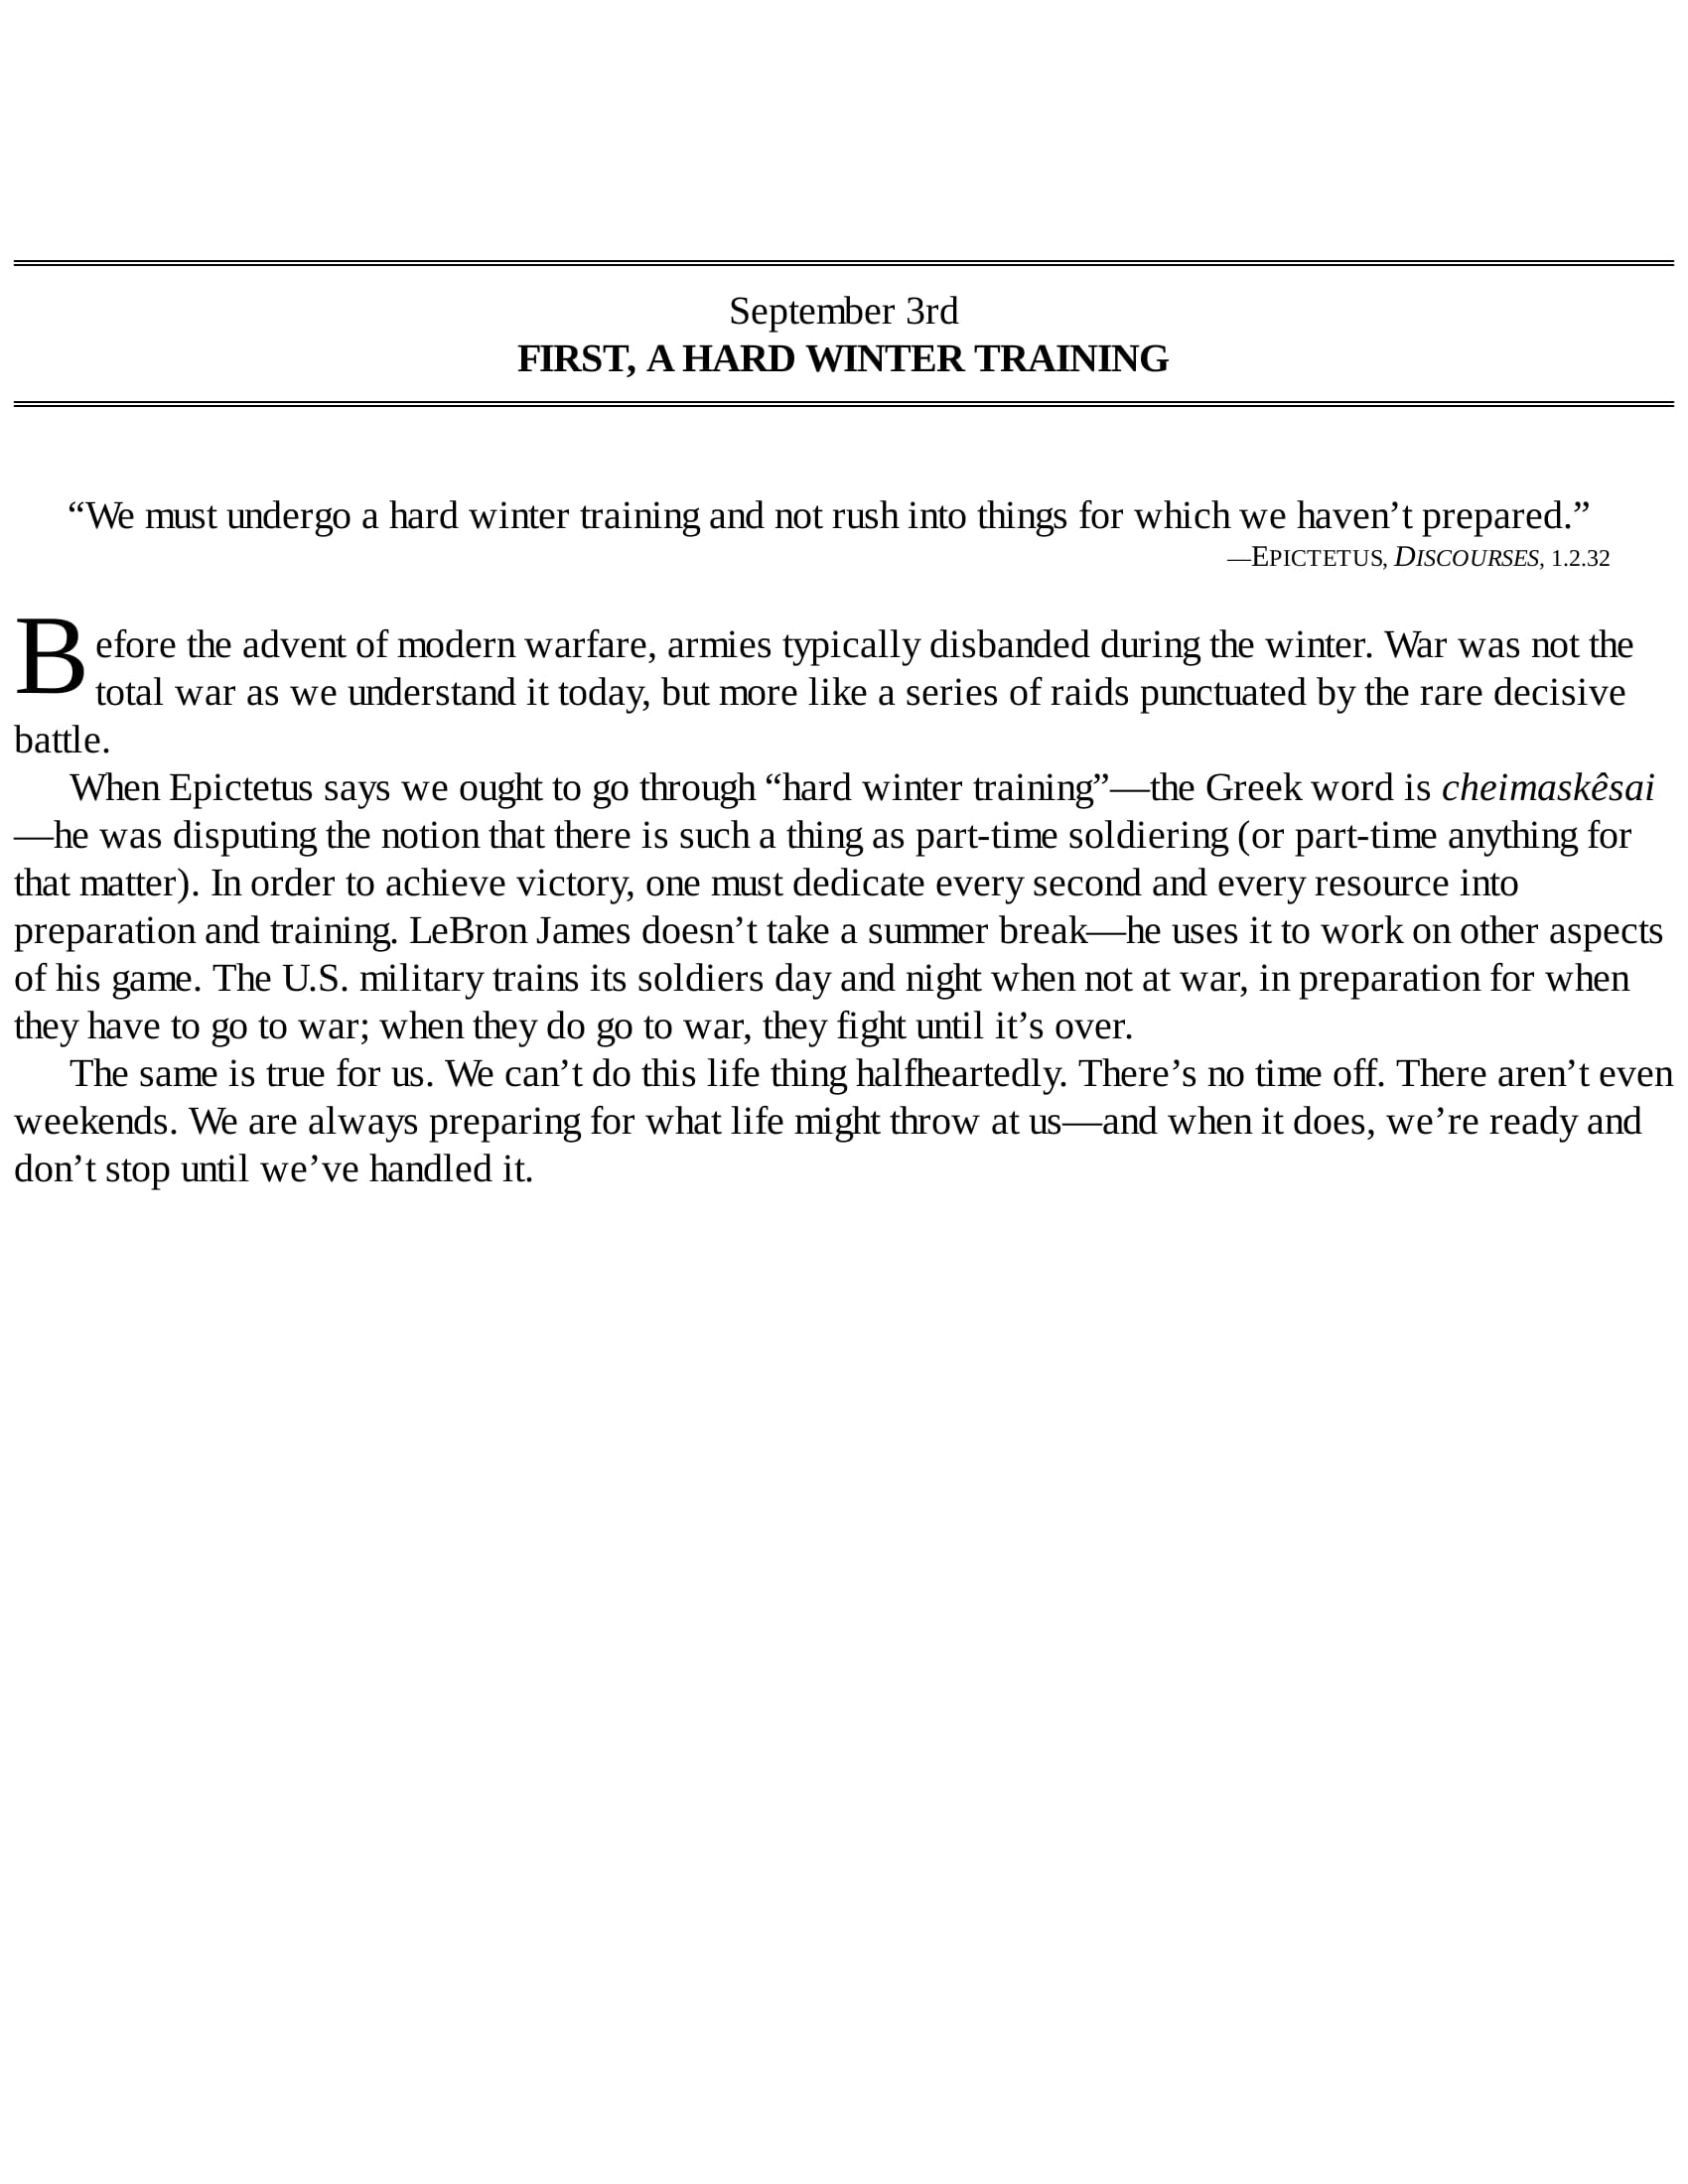 September 3rd
FIRST, A HARD WINTER TRAINING
“We must undergo a hard winter training and not rush into things for which we haven’t prepared.”
—EPICTETUS, DISCOURSES, 1.2.32
Before the advent of modern warfare, armies typically disbanded during the winter. War was not the
total war as we understand it today, but more like a series of raids punctuated by the rare decisive
battle.
When Epictetus says we ought to go through “hard winter training”—the Greek word is cheimaskêsai
—he was disputing the notion that there is such a thing as part-time soldiering (or part-time anything for
that matter). In order to achieve victory, one must dedicate every second and every resource into
preparation and training. LeBron James doesn’t take a summer break—he uses it to work on other aspects
of his game. The U.S. military trains its soldiers day and night when not at war, in preparation for when
they have to go to war; when they do go to war, they fight until it’s over.
The same is true for us. We can’t do this life thing halfheartedly. There’s no time off. There aren’t even
weekends. We are always preparing for what life might throw at us—and when it does, we’re ready and
don’t stop until we’ve handled it.